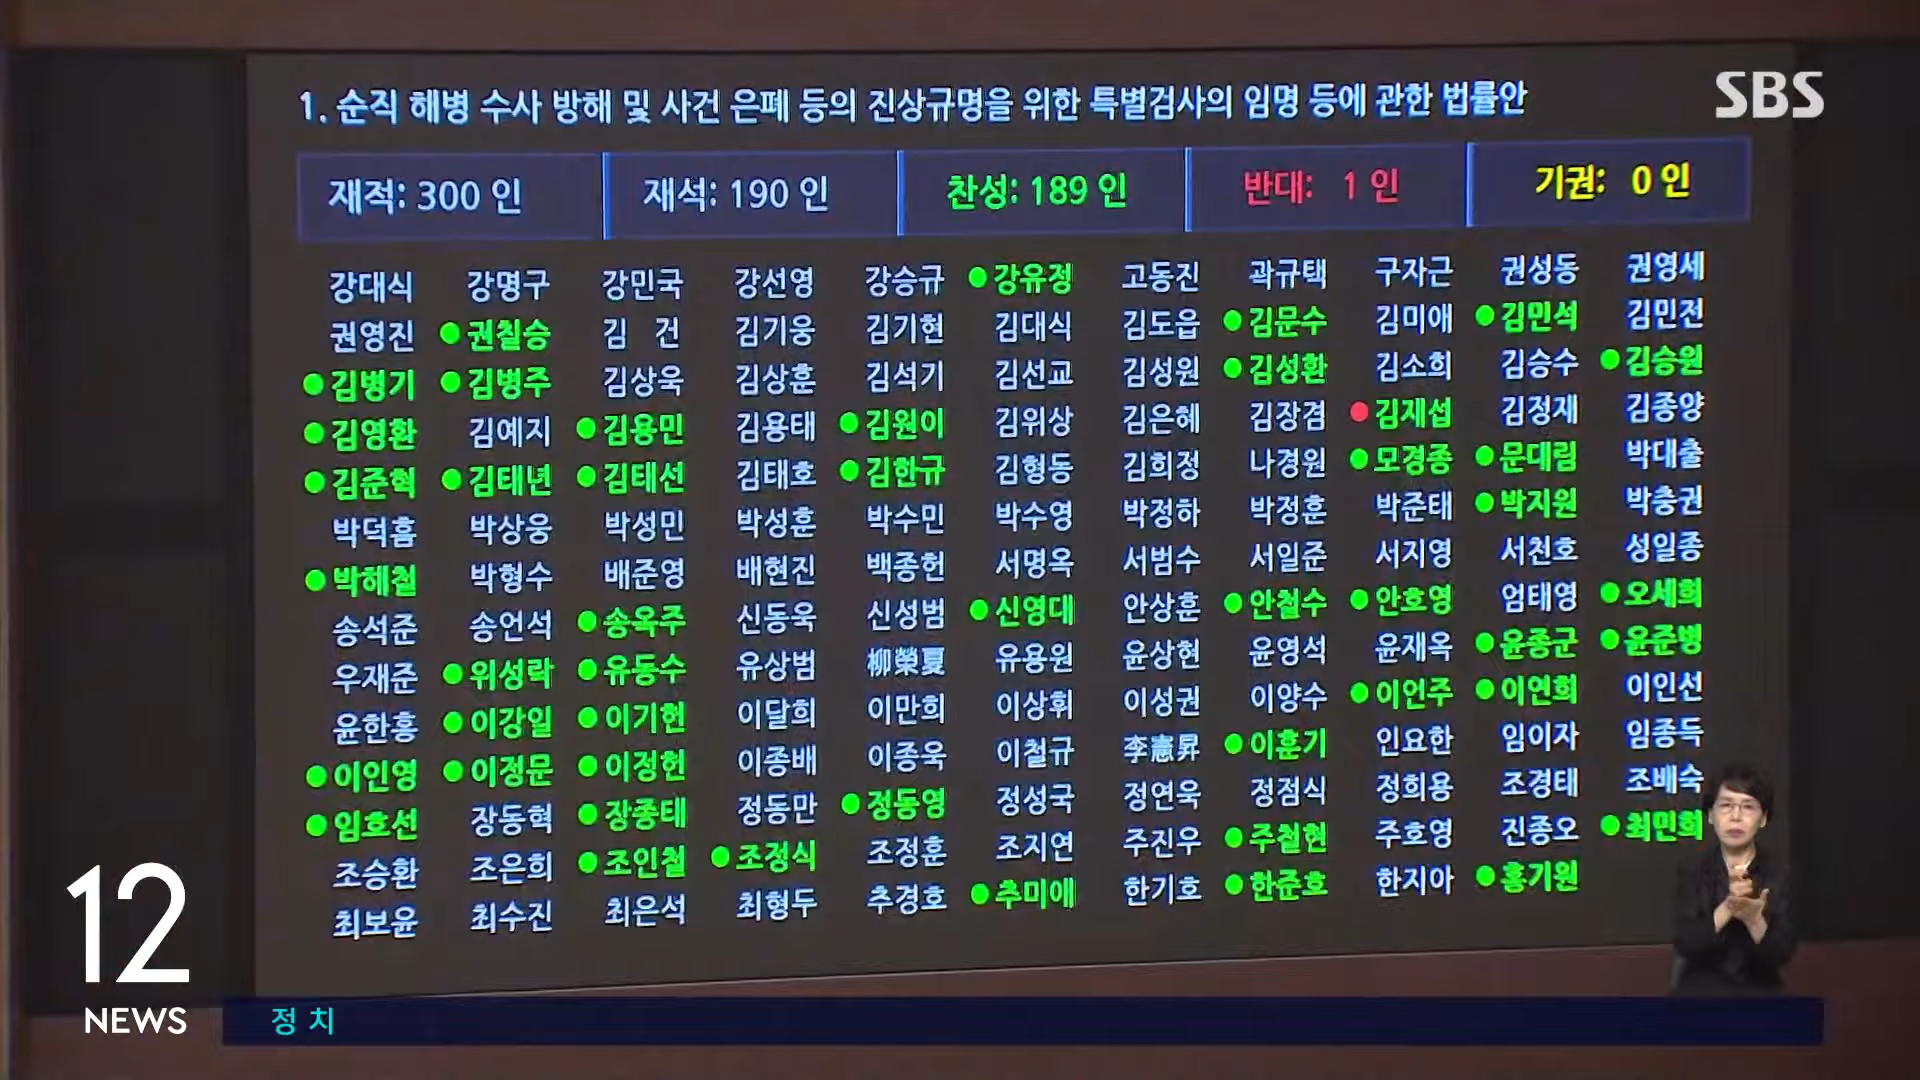 1. 순직 해병 수사 방해 및 사건 은폐 등의 진상규명을 위한 특별검사의 임명 등에 관한 법률안
SBS
재적: 300 인 재석: 190 인 찬성: 189 인 반대: 1 인 기권: 0 인
강대식 강명구 강민국 강선영 강승규 강유정 고동진 곽규택 구자근 권성동 권영세
권영진 권칠승 김 건 김기웅 김기현 김대식 김도읍 김문수 김미애 김민석 김민전
김병기 김병주 김상욱 김상훈 김석기 김선교 김성원 김성환 김소희 김승수 김승원
김영환 김예지 김용민 김용태 김원이 김위상 김은혜 김장겸 김재섭 김정재 김종양
김준혁 김태년 김태선 김태호 김한규 김형동 김희정 나경원 모경종 문대림 박대출
박덕흠 박상웅 박성민 박성훈 박수민 박수영 박정하 박정훈 박준태 박지원 박충권
박해철 박형수 배준영 배현진 백종헌 서명옥 서범수 서일준 서지영 서천호 성일종
송석준 송언석 송옥주 신동욱 신성범 신영대 안상훈 안철수 안호영 엄태영 오세희
우재준 위성락 유동수 유상범 柳榮夏 유용원 윤상현 윤영석 윤재옥 윤종군 윤준병
윤한홍 이강일 이기헌 이달희 이만희 이상휘 이성권 이양수 이언주 이연희 이인선
이인영 이정문 이정헌 이종배 이종욱 이철규 李憲昇 이훈기 인요한 임이자 임종득
임호선 장동혁 장종태 정동만 정동영 정성국 정연욱 정점식 정희용 조경태 조배숙
조승환 조은희 조인철 조정식 조정훈 조지연 주진우 주철현 주호영 진종오 최민희
최보윤 최수진 최은석 최형두 추경호 추미애 한기호 한준호 한지아 홍기원
12
NEWS
정치